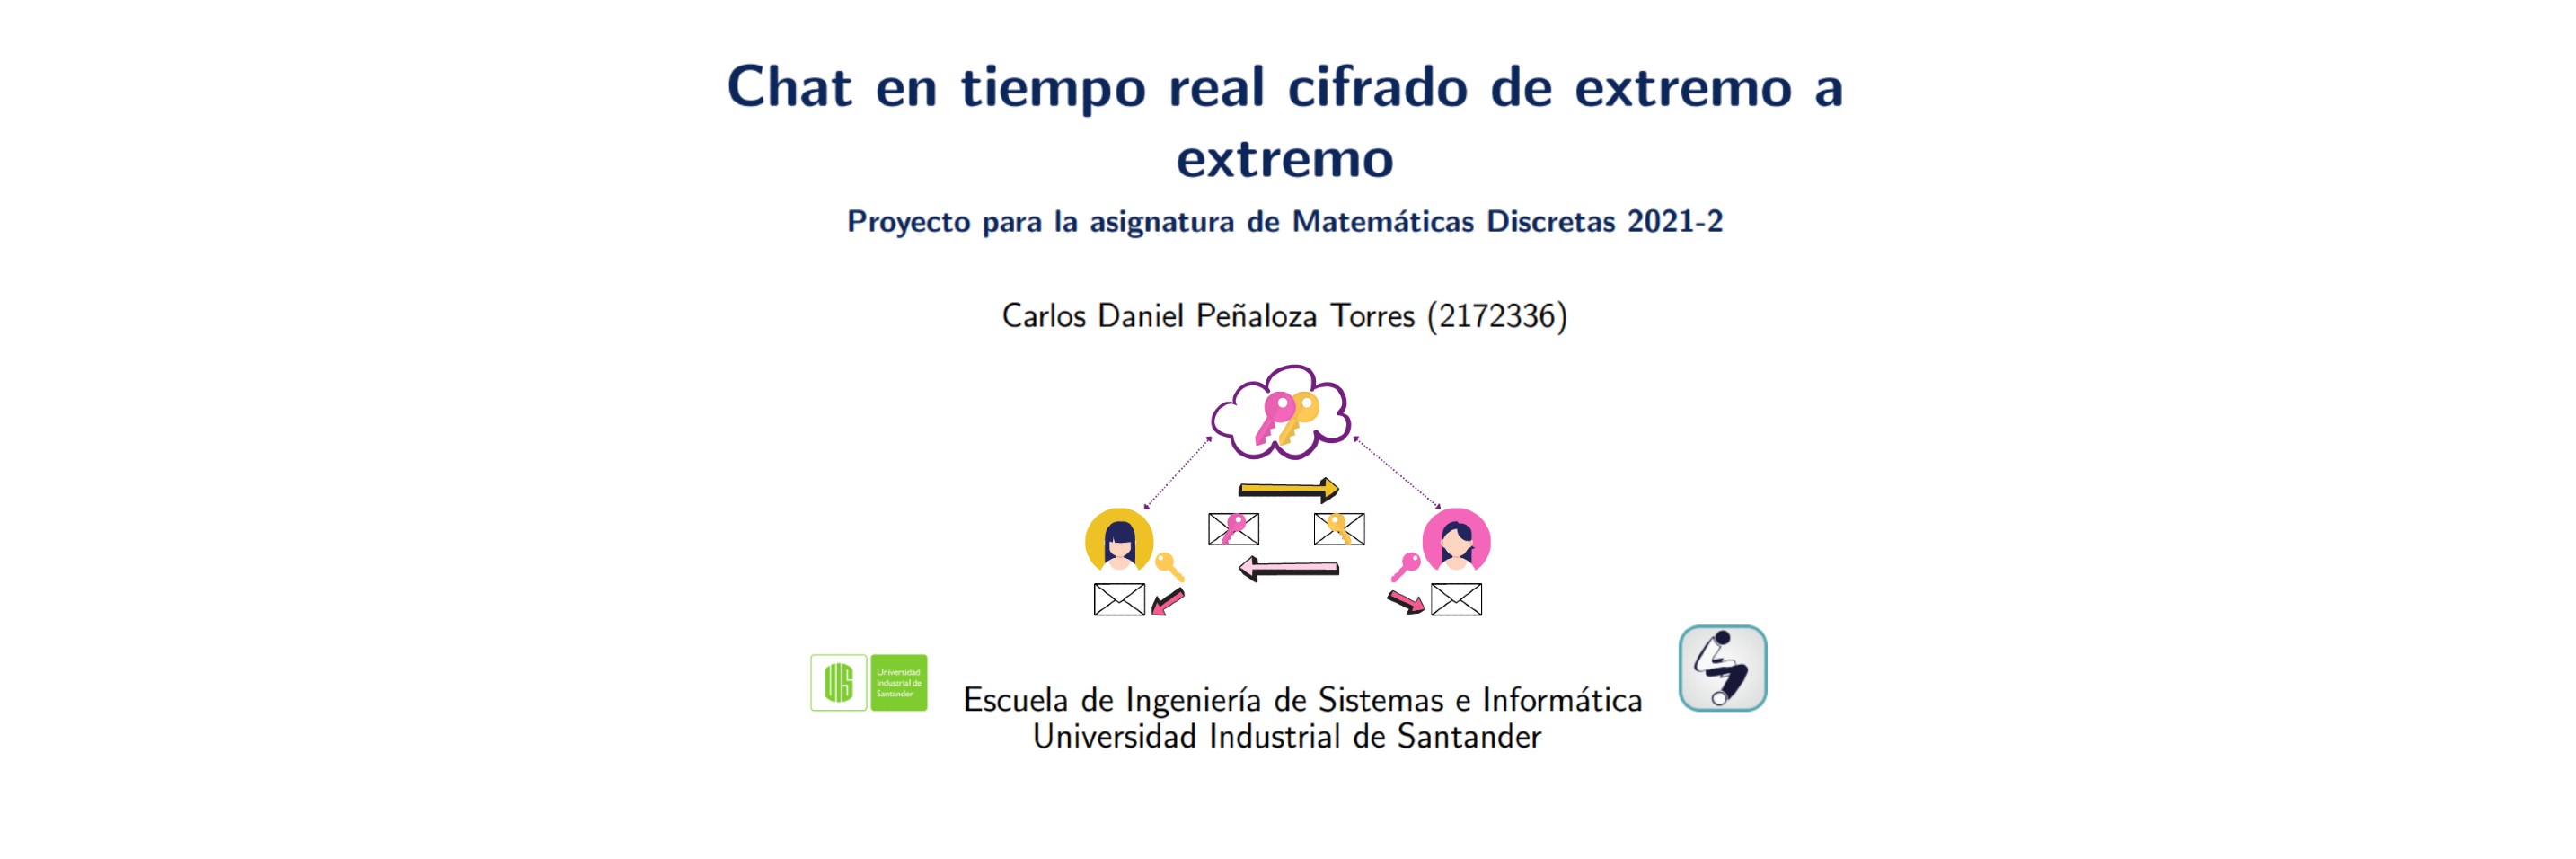 Chat en tiempo real cifrado de extremo a
extremo
Proyecto para la asignatura de Matemáticas Discretas 2021-2
Carlos Daniel Peñaloza Torres (2172336)
UIS
Universidad
Industrial de
Santander
Escuela de Ingeniería de Sistemas e Informática
Universidad Industrial de Santander